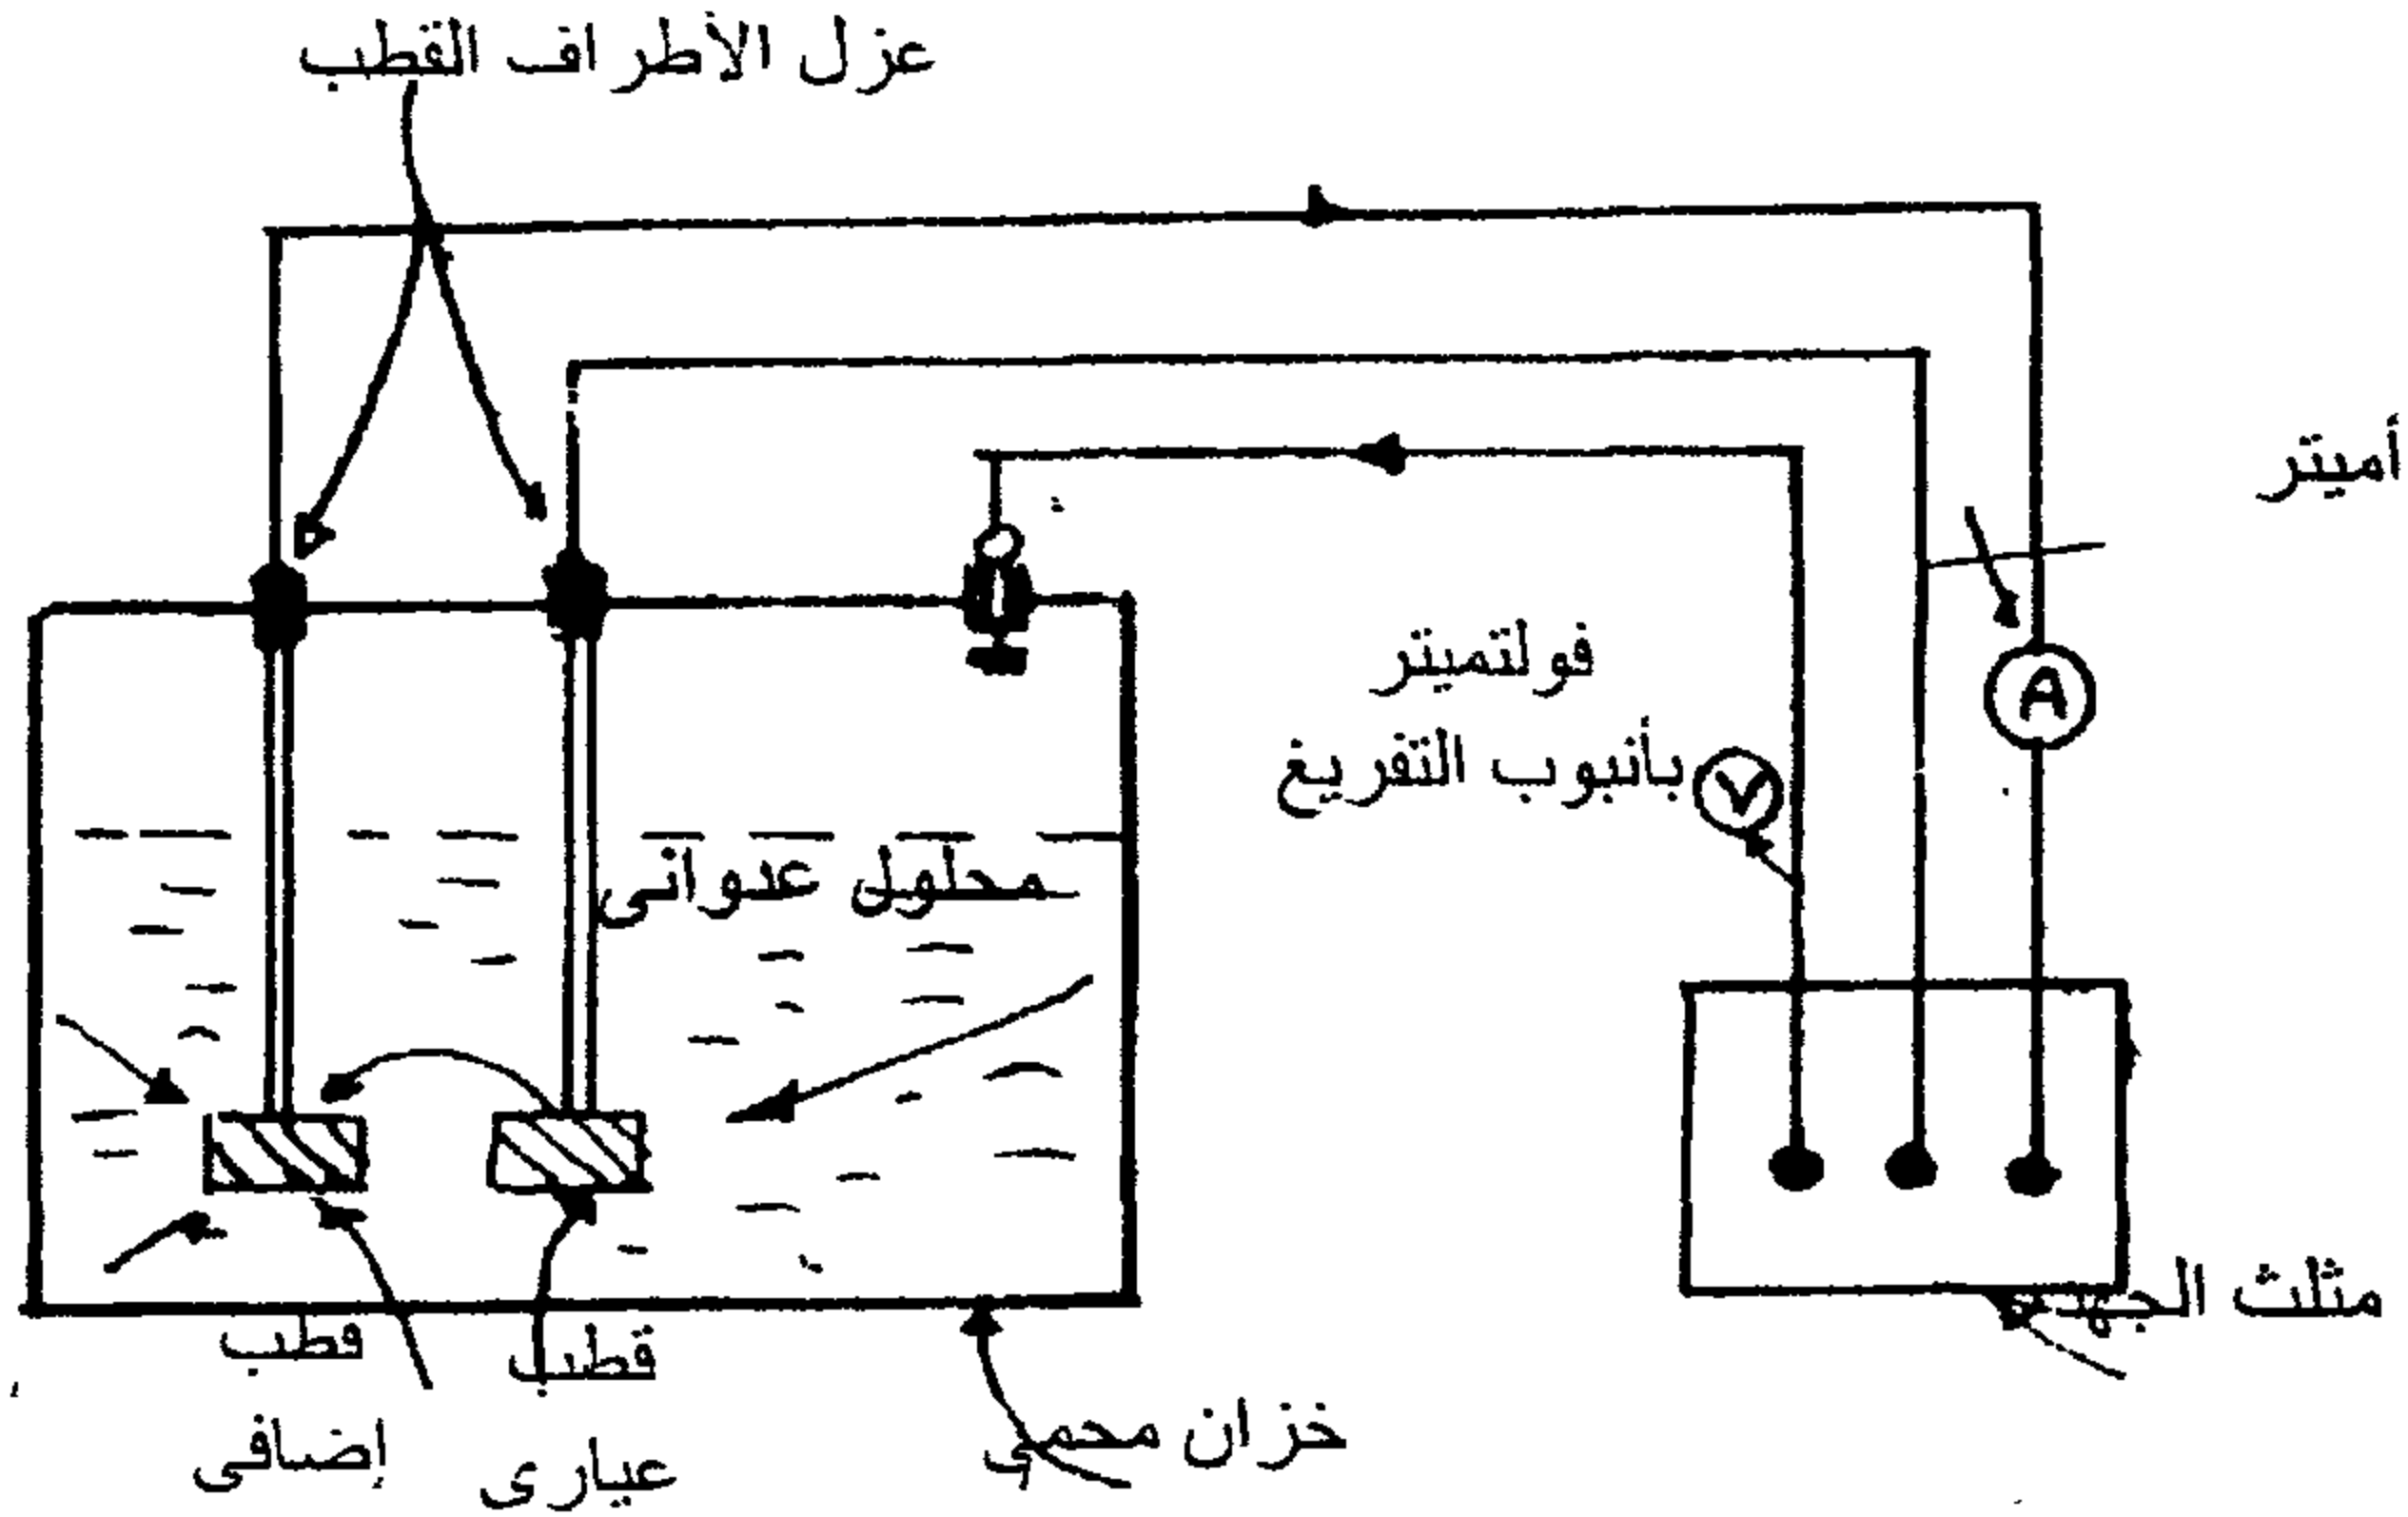 عزل الأطراف القطب
أميتر
A
فولتميتر
بأنبوب التفريغ
V
محلول عدوانى
مثلث الجهد
قطب
إضافى
قطب
عيارى
خزان محمى